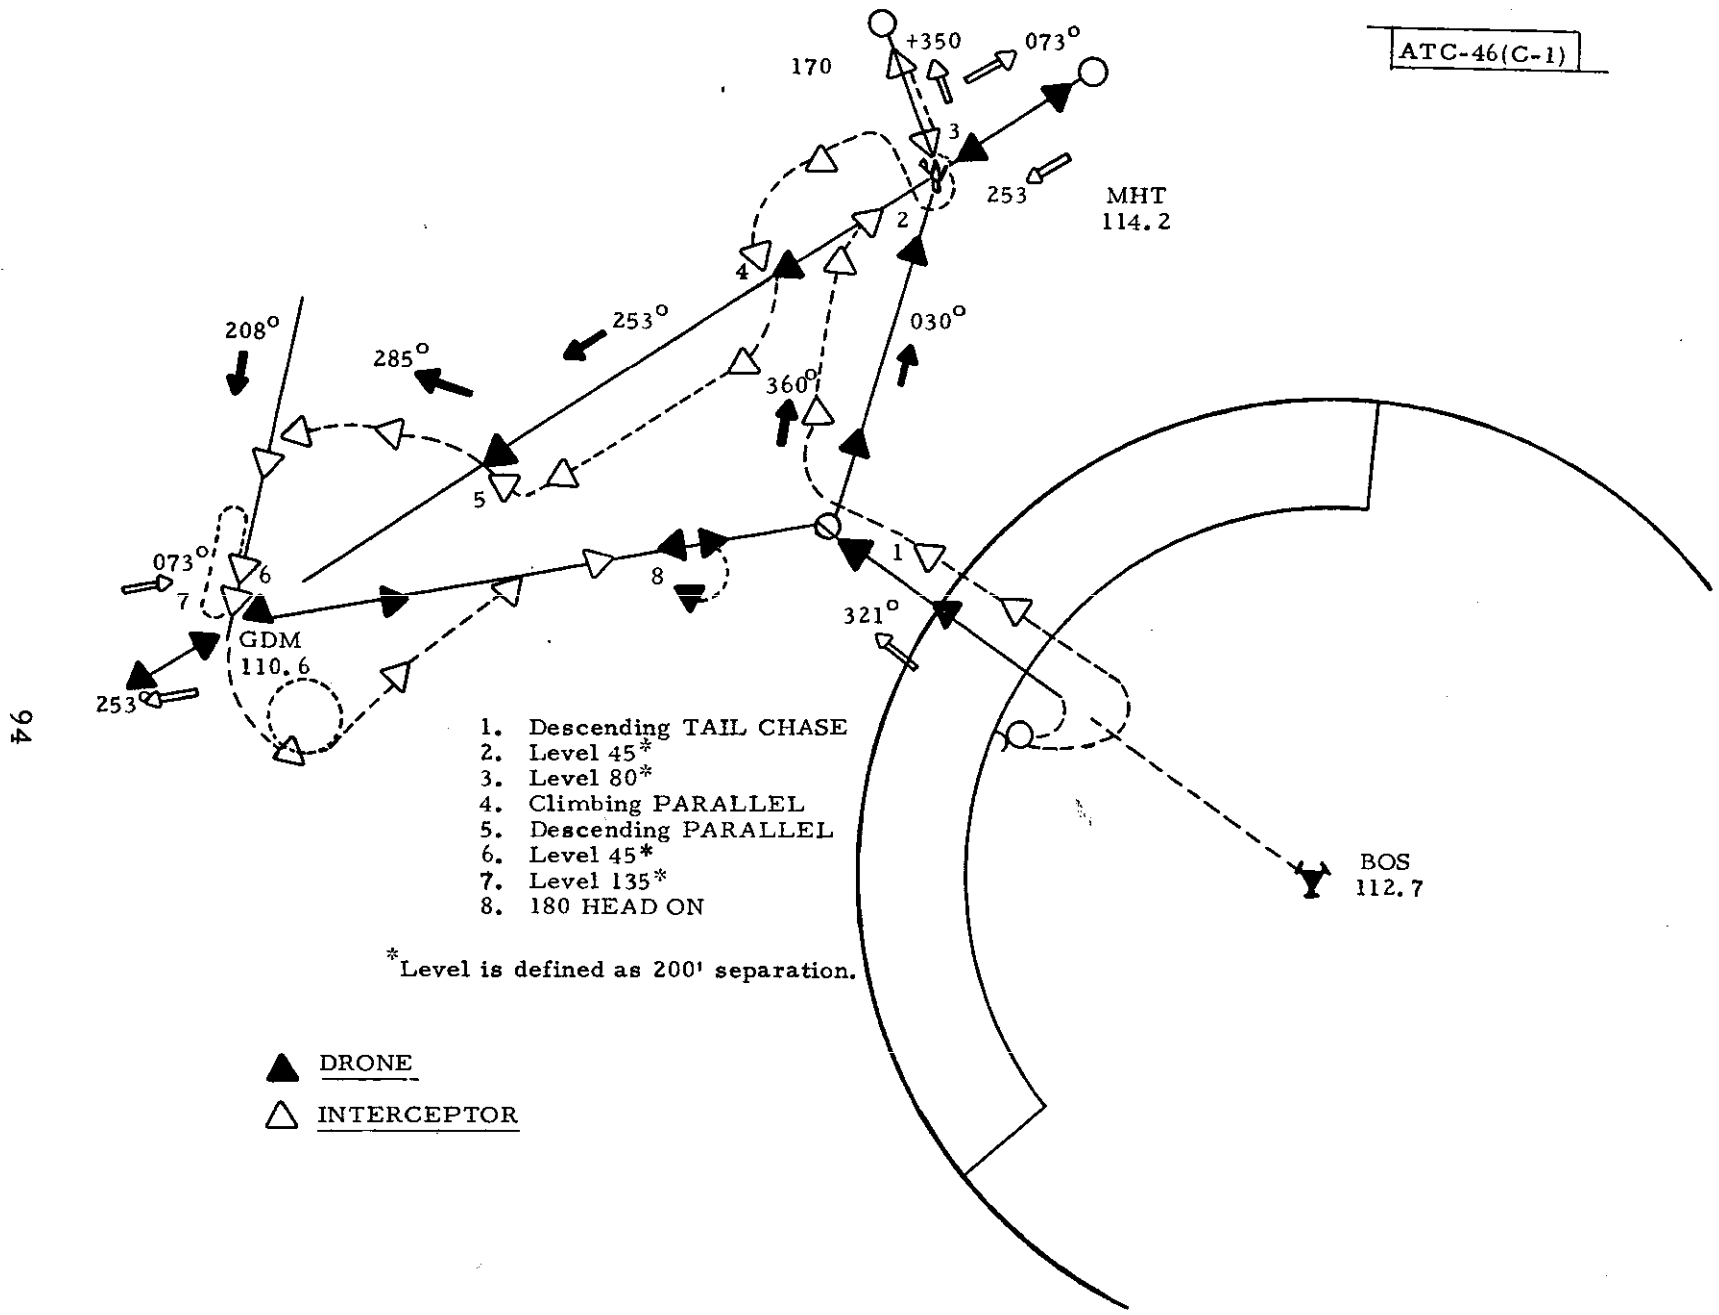 ATC-46(C-1)
+350
073°
170
3
253
MHT
114.2
2
4
253°
208°
285°
030°
360°
5
073°
6
7
8
1
321°
GDM
110.6
253°
94
1. Descending TAIL CHASE
2. Level 45*
3. Level 80*
4. Climbing PARALLEL
5. Descending PARALLEL
6. Level 45*
7. Level 135*
8. 180 HEAD ON
BOS
112.7
*Level is defined as 200' separation.
DRONE
INTERCEPTOR